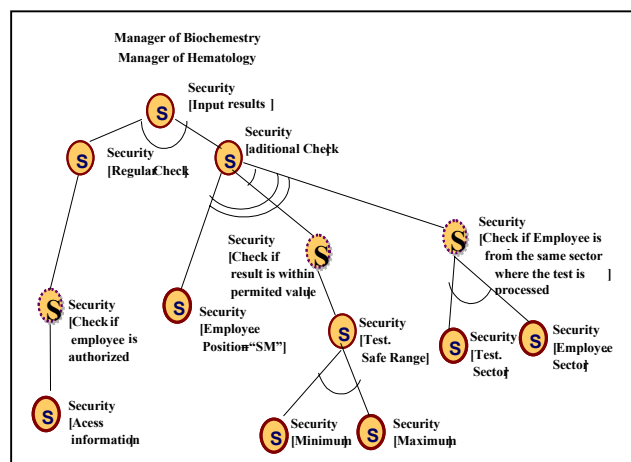 Manager of Biochemestry
Manager of Hematology
Security
[Input results ]
S
Security
[Regular Check]
S
Security
[aditional Check]
S
Security
[Check if
result is within
permited value]
S
Security
[Check if Employee is
from the same sector
where the test is ]
processed
S
Security
[Check if
employee is
authorized
S
Security
[Employee
Position="SM"]
S
Security
[Test.
Safe Range]
S
Security
[Test.
Sector]
S
Security
[Employee
Sector]
S
Security
[Acess
information]
S
Security
[Minimum]
S
Security
[Maximum]
S